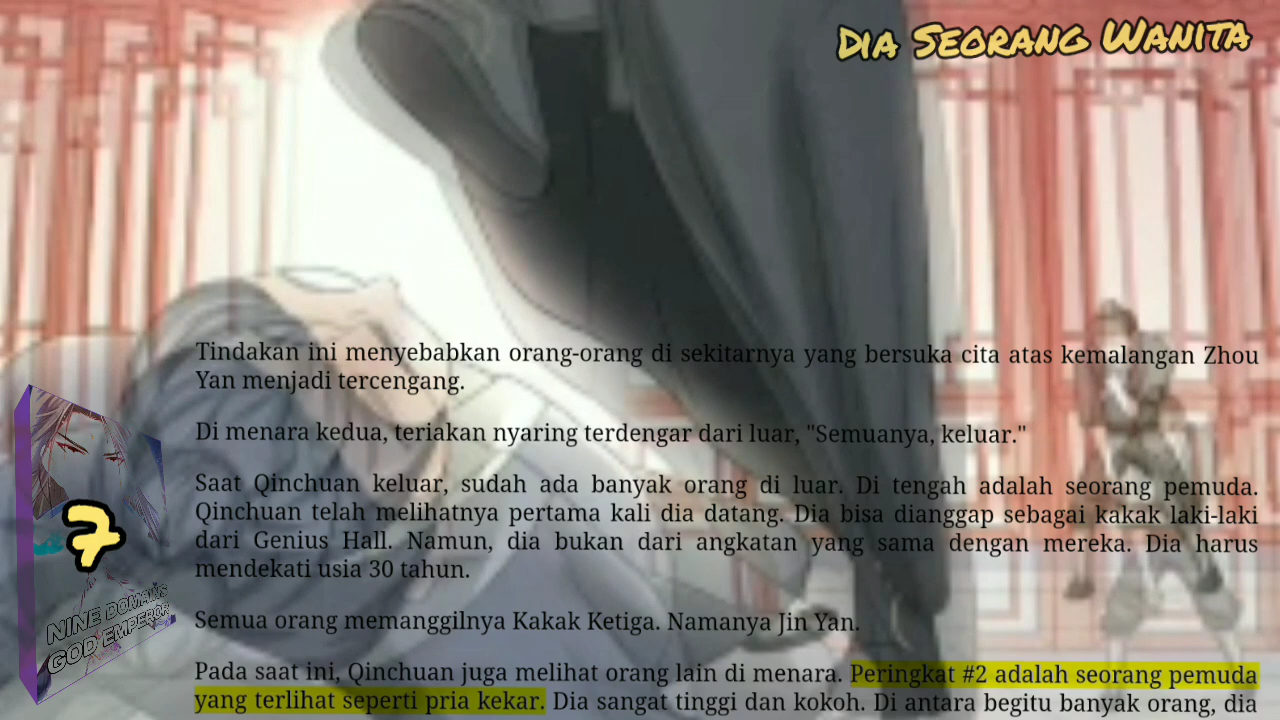 Dia Seorang Wanita
Tindakan ini menyebabkan orang-orang di sekitarnya yang bersuka cita atas kemalangan Zhou
Yan menjadi tercengang.
Di menara kedua, teriakan nyaring terdengar dari luar, "Semuanya, keluar."
Saat Qinchuan keluar, sudah ada banyak orang di luar. Di tengah adalah seorang pemuda.
Qinchuan telah melihatnya pertama kali dia datang. Dia bisa dianggap sebagai kakak laki-laki
dari Genius Hall. Namun, dia bukan dari angkatan yang sama dengan mereka. Dia harus
mendekati usia 30 tahun.
Semua orang memanggilnya Kakak Ketiga. Namanya Jin Yan.
Pada saat ini, Qinchuan juga melihat orang lain di menara. Peringkat #2 adalah seorang pemuda
yang terlihat seperti pria kekar. Dia sangat tinggi dan kokoh. Di antara begitu banyak orang, dia
7
NINE DOMAINS
GOD EMPEROR